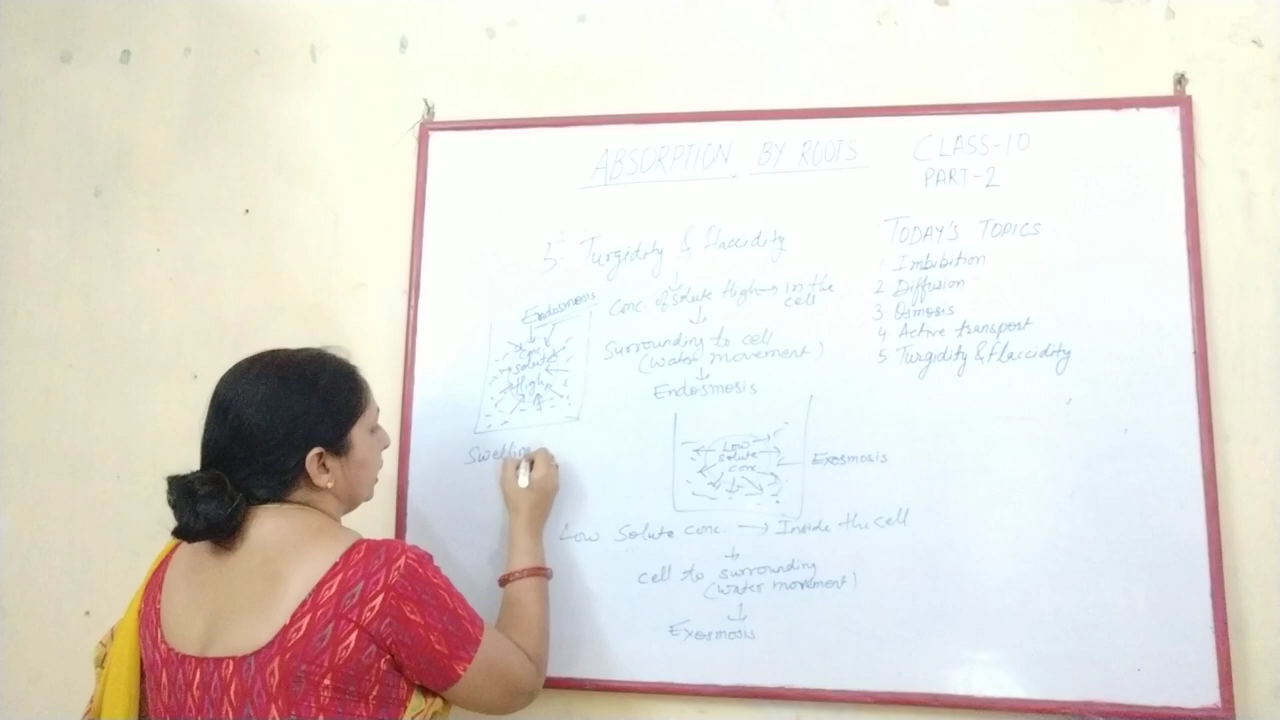 ABSORPTION BY ROOTS
CLASS-10
PART-2
5. Turgidity & flaccidity
Conc. of solute High → in the
cell
↓
Surrounding to cell
(water movement)
↓
Endosmosis
Endosmosis
Conc.
solute
High
Swelling
TODAY'S TOPICS
1 Imbibition
2 Diffusion
3 Osmosis
4 Active transport
5 Turgidity & flaccidity
Low
solute
conc
Exosmosis
Low Solute conc. → Inside the cell
↓
cell to surrounding
(water movement)
↓
Exosmosis